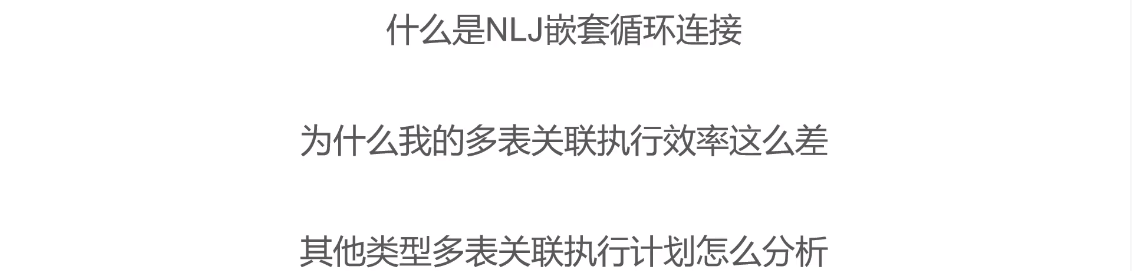 什么是NLJ嵌套循环连接
为什么我的多表关联执行效率这么差
其他类型多表关联执行计划怎么分析